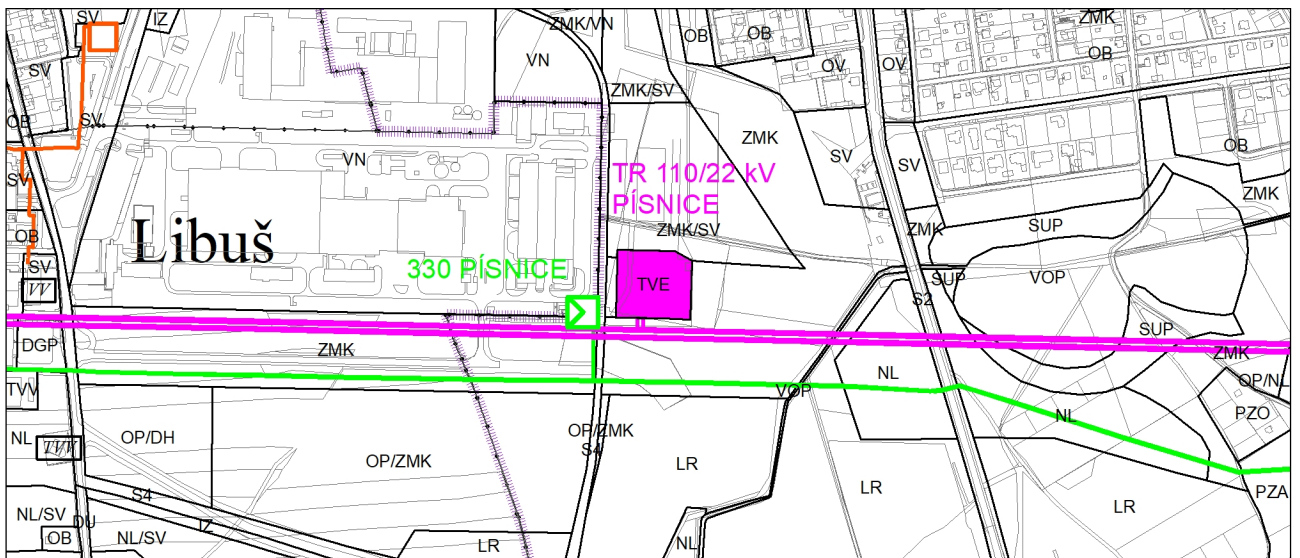 SV
IZ
ZMK/VN
OB
OB
ZMK
OB
SV
VN
OV
OV
ZMK/SV
OB
SV
VN
ZMK
SV
SV
OB
SV
TR 110/22 kV
PÍSNICE
ZMK
OB
Libuš
ZMK/SV
ZMK
SUP
SV
330 PÍSNICE
TVE
SUP
VOP
VV
S2
DGP
ZMK
SUP
ZMK
TVV
VOP
NL
OP/NL
NL
PZO
NL
TVV
OP/DH
OP/ZMK
OP/ZMK
S4
LR
LR
LR
PZA
S4
NL/SV
DU
IZ
OB
NL/SV
LR
NL